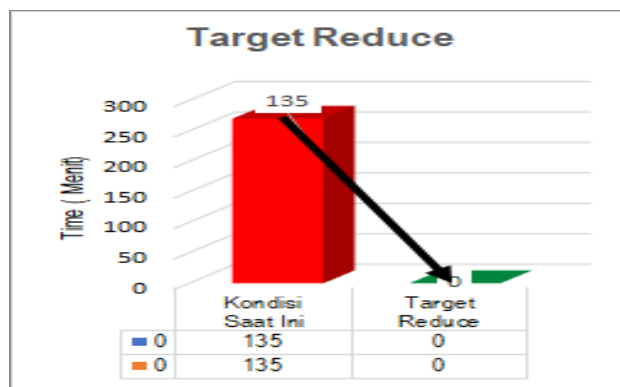 Target Reduce
135
300
250
200
150
100
50
0
Time ( Menit)
0
Kondisi Saat Ini
Target Reduce
0 135 0
0 135 0